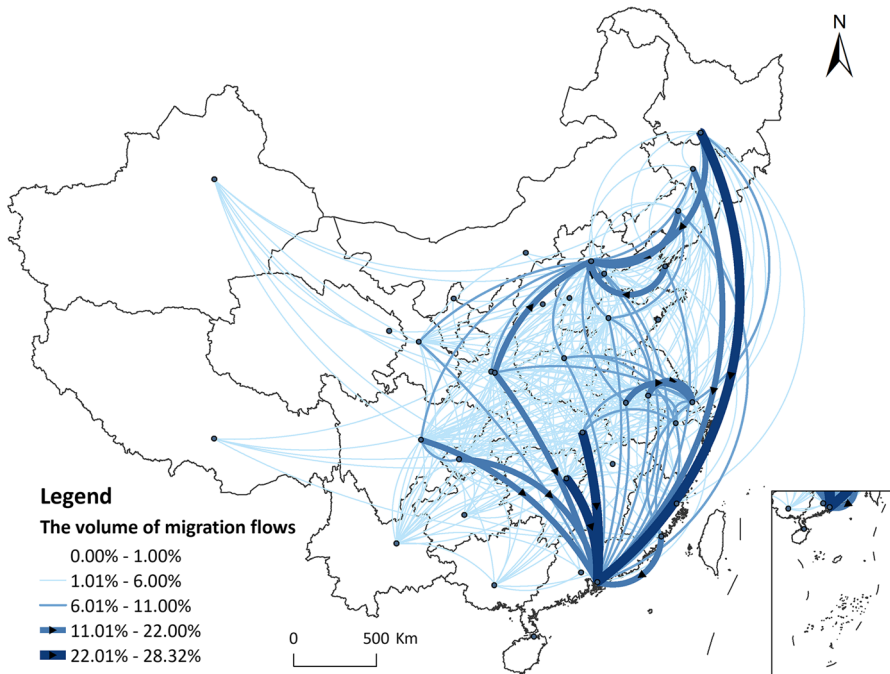 N
Legend
The volume of migration flows
0.00% - 1.00%
1.01% - 6.00%
6.01% - 11.00%
11.01% - 22.00%
22.01% - 28.32%
0 500 Km